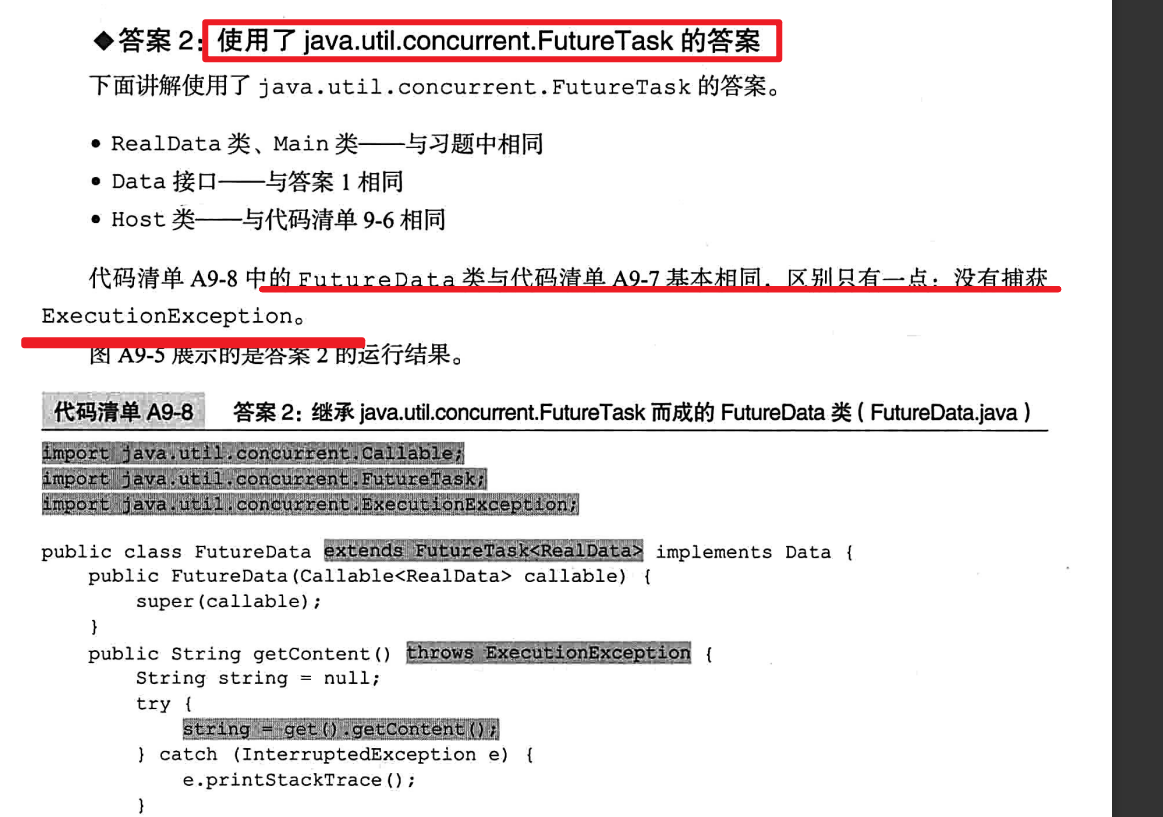 ◆答案 2：使用了 java.util.concurrent.FutureTask 的答案
下面讲解使用了 java.util.concurrent.FutureTask 的答案。
● RealData 类、Main 类——与习题中相同
● Data 接口——与答案 1 相同
● Host 类——与代码清单 9-6 相同
代码清单 A9-8 中的 FutureData 类与代码清单 A9-7 基本相同，区别只有一点：没有捕获
ExecutionException。
图 A9-5 展示的是答案 2 的运行结果。
代码清单 A9-8 答案 2：继承 java.util.concurrent.FutureTask 而成的 FutureData 类（FutureData.java）
import java.util.concurrent.Callable;
import java.util.concurrent.FutureTask;
import java.util.concurrent.ExecutionException;
public class FutureData extends FutureTask<RealData> implements Data {
public FutureData(Callable<RealData> callable) {
super(callable);
}
public String getContent() throws ExecutionException {
String string = null;
try {
string = get().getContent();
} catch (InterruptedException e) {
e.printStackTrace();
}